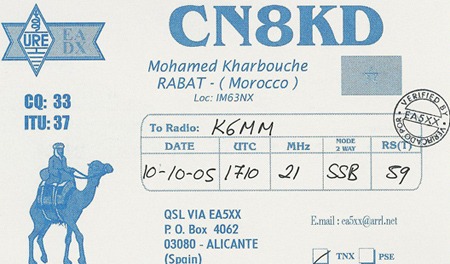 CN8KD
URE EA DX
Mohamed Kharbouche
RABAT - ( Morocco )
Loc: IM63NX
CQ: 33
ITU: 37
VERIFIED BY
EA5XX
VERIFICADO POR
To Radio: K6MM
DATE UTC MHz MODE 2 WAY RS(T)
10-10-05 1710 21 SSB 59
QSL VIA EA5XX
P. O. Box 4062
03080 - ALICANTE
(Spain)
E.mail : ea5xx@arrl.net
TNX PSE